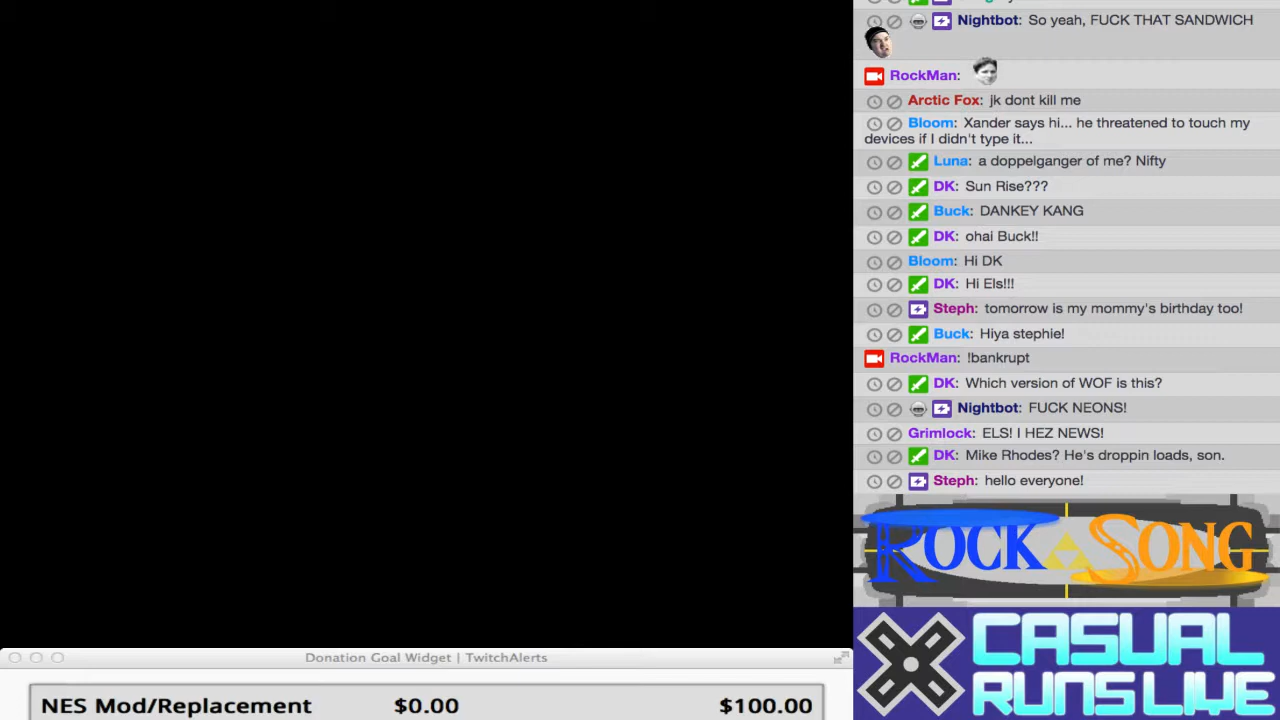 Nightbot: So yeah, FUCK THAT SANDWICH
RockMan:
Arctic Fox: jk dont kill me
Bloom: Xander says hi... he threatened to touch my
devices if I didn't type it...
Luna: a doppelganger of me? Nifty
DK: Sun Rise???
Buck: DANKEY KANG
DK: ohai Buck!!
Bloom: Hi DK
DK: Hi Els!!!
Steph: tomorrow is my mommy's birthday too!
Buck: Hiya stephie!
RockMan: !bankrupt
DK: Which version of WOF is this?
Nightbot: FUCK NEONS!
Grimlock: ELS! I HEZ NEWS!
DK: Mike Rhodes? He's droppin loads, son.
Steph: hello everyone!
ROCK SONG
CASUAL
RUNS LIVE
Donation Goal Widget | TwitchAlerts
NES Mod/Replacement $0.00 $100.00